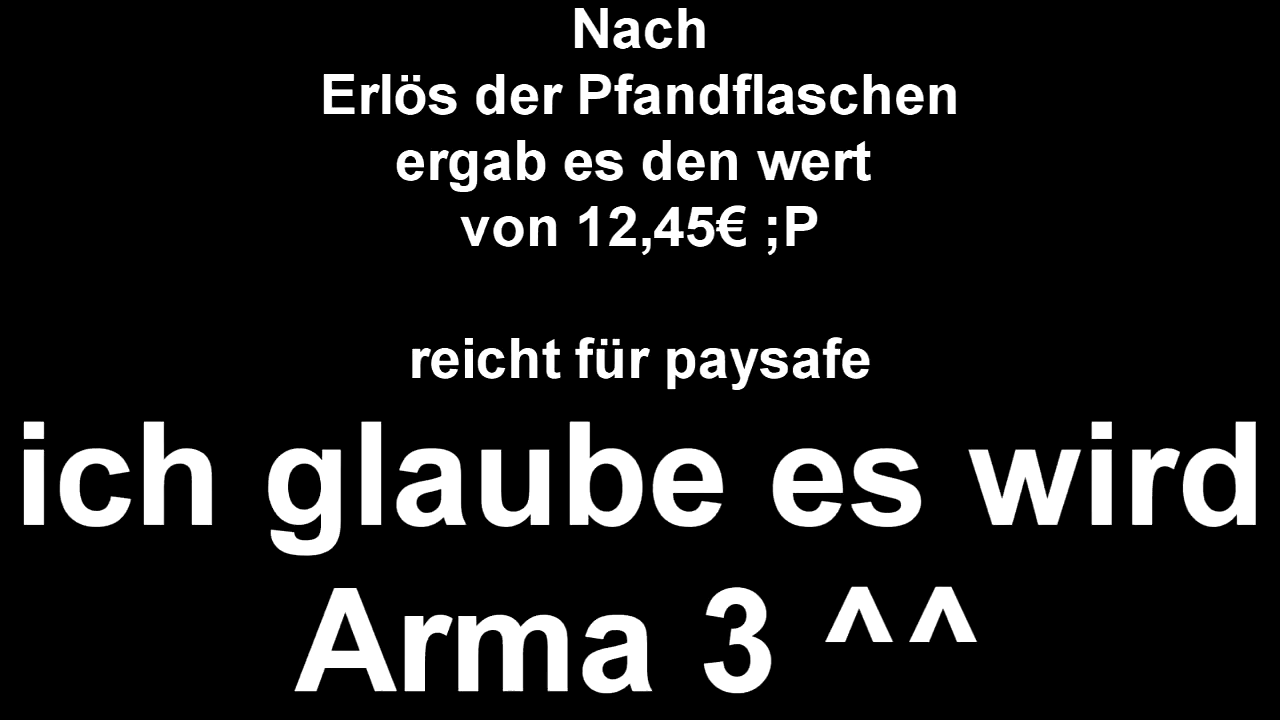 Nach
Erlös der Pfandflaschen
ergab es den wert
von 12,45€ ;P
reicht für paysafe
ich glaube es wird
Arma 3 ^^